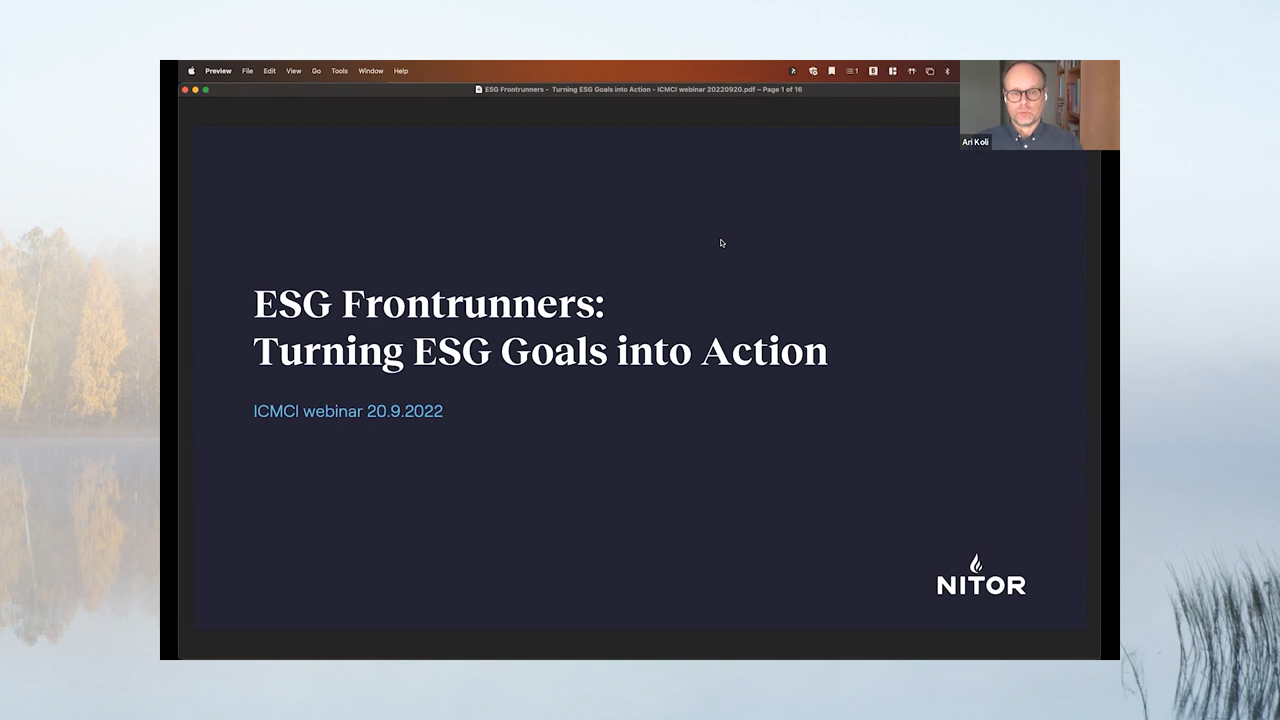 Preview File Edit View Go Tools Window Help
1
ESG Frontrunners - Turning ESG Goals into Action - ICMCI webinar 20220920.pdf – Page 1 of 16
Ari Koli
ESG Frontrunners:
Turning ESG Goals into Action
ICMCI webinar 20.9.2022
NITOR